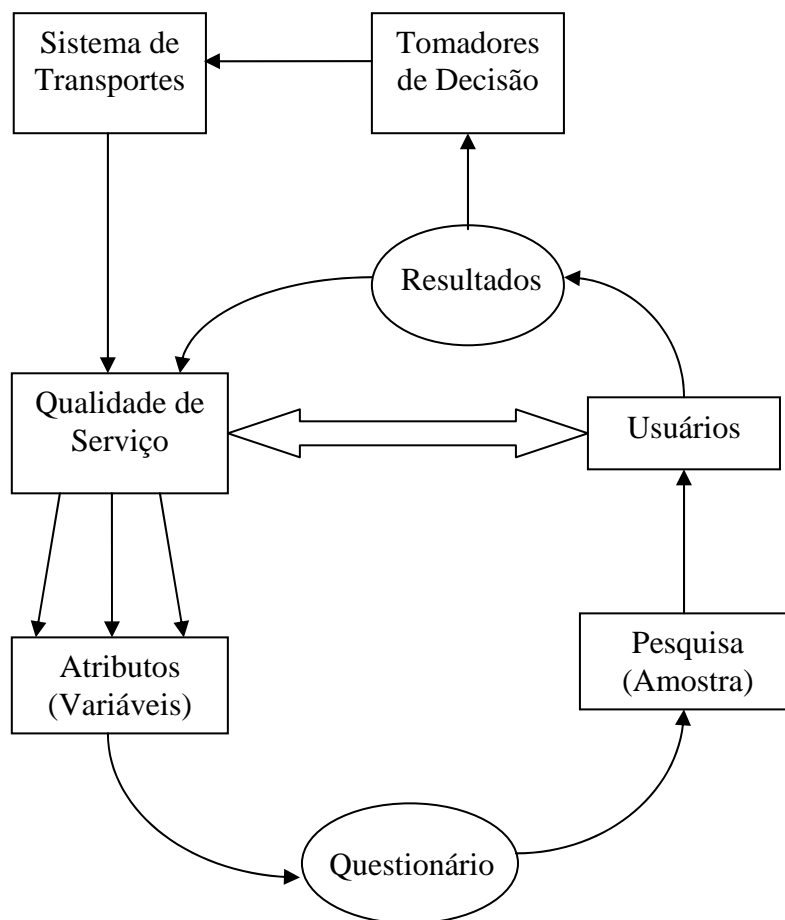 Sistema de
Transportes
Tomadores
de Decisão
Resultados
Qualidade de
Serviço
Usuários
Atributos
(Variáveis)
Pesquisa
(Amostra)
Questionário